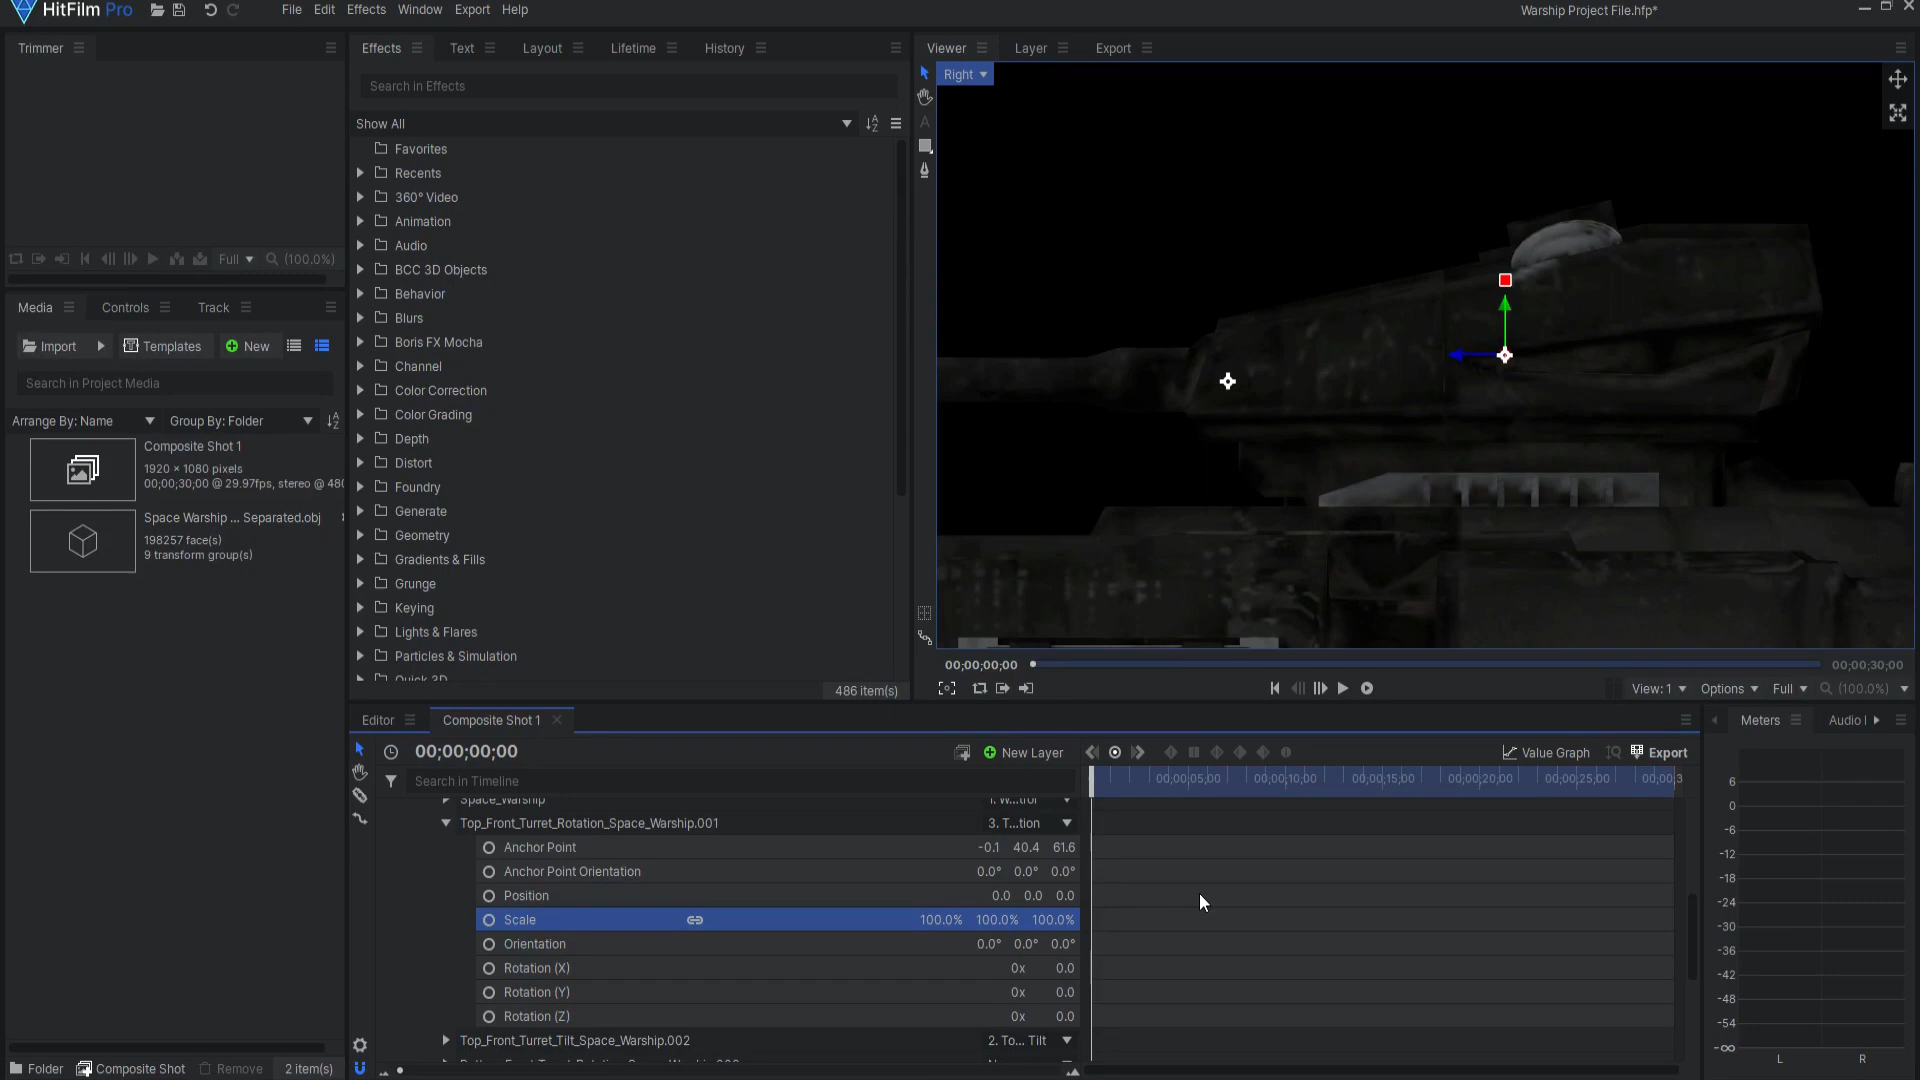 HitFilm Pro
File Edit Effects Window Export Help
Warship Project File.hfp*
Trimmer
Effects Text Layout Lifetime History
Viewer Layer Export
Right
Search in Effects
Show All
Favorites
Recents
360° Video
Animation
Audio
BCC 3D Objects
Behavior
Blurs
Boris FX Mocha
Channel
Color Correction
Color Grading
Depth
Distort
Foundry
Generate
Geometry
Gradients & Fills
Grunge
Keying
Lights & Flares
Particles & Simulation
Quick 3D
486 item(s)
Full (100.0%)
Media Controls Track
Import Templates New
Search in Project Media
Arrange By: Name Group By: Folder
Composite Shot 1
1920 × 1080 pixels
00;00;30;00 @ 29.97fps, stereo @ 480
Space Warship ... Separated.obj
198257 face(s)
9 transform group(s)
Folder Composite Shot Remove 2 item(s)
00;00;00;00
00;00;30;00
View: 1 Options Full (100.0%)
Editor Composite Shot 1
00;00;00;00
New Layer
Value Graph Export
Search in Timeline
00;00;05;00 00;00;10;00 00;00;15;00 00;00;20;00 00;00;25;00 00;00;3
Space_Warship 1. W...trol
Top_Front_Turret_Rotation_Space_Warship.001 3. T...tion
Anchor Point -0.1 40.4 61.6
Anchor Point Orientation 0.0° 0.0° 0.0°
Position 0.0 0.0 0.0
Scale 100.0% 100.0% 100.0%
Orientation 0.0° 0.0° 0.0°
Rotation (X) 0x 0.0
Rotation (Y) 0x 0.0
Rotation (Z) 0x 0.0
Top_Front_Turret_Tilt_Space_Warship.002 2. To... Tilt
Meters Audio
6
0
-6
-12
-18
-24
-30
-36
-42
-48
-54
-∞
L R